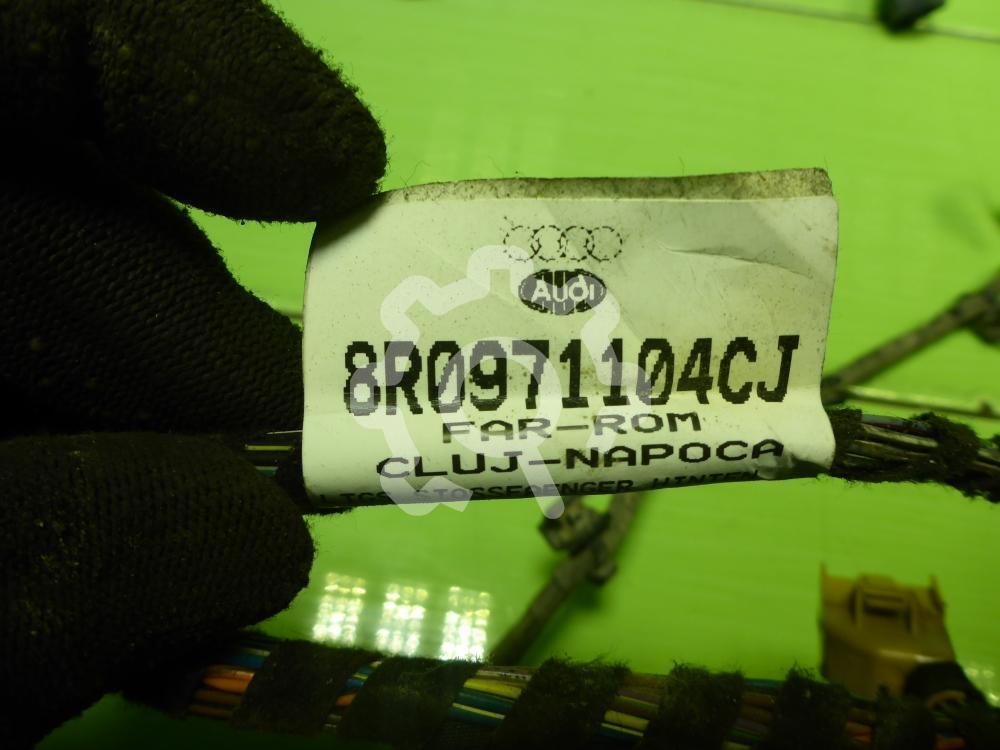 Audi
8R0971104CJ
FAR-ROM
CLUJ-NAPOCA